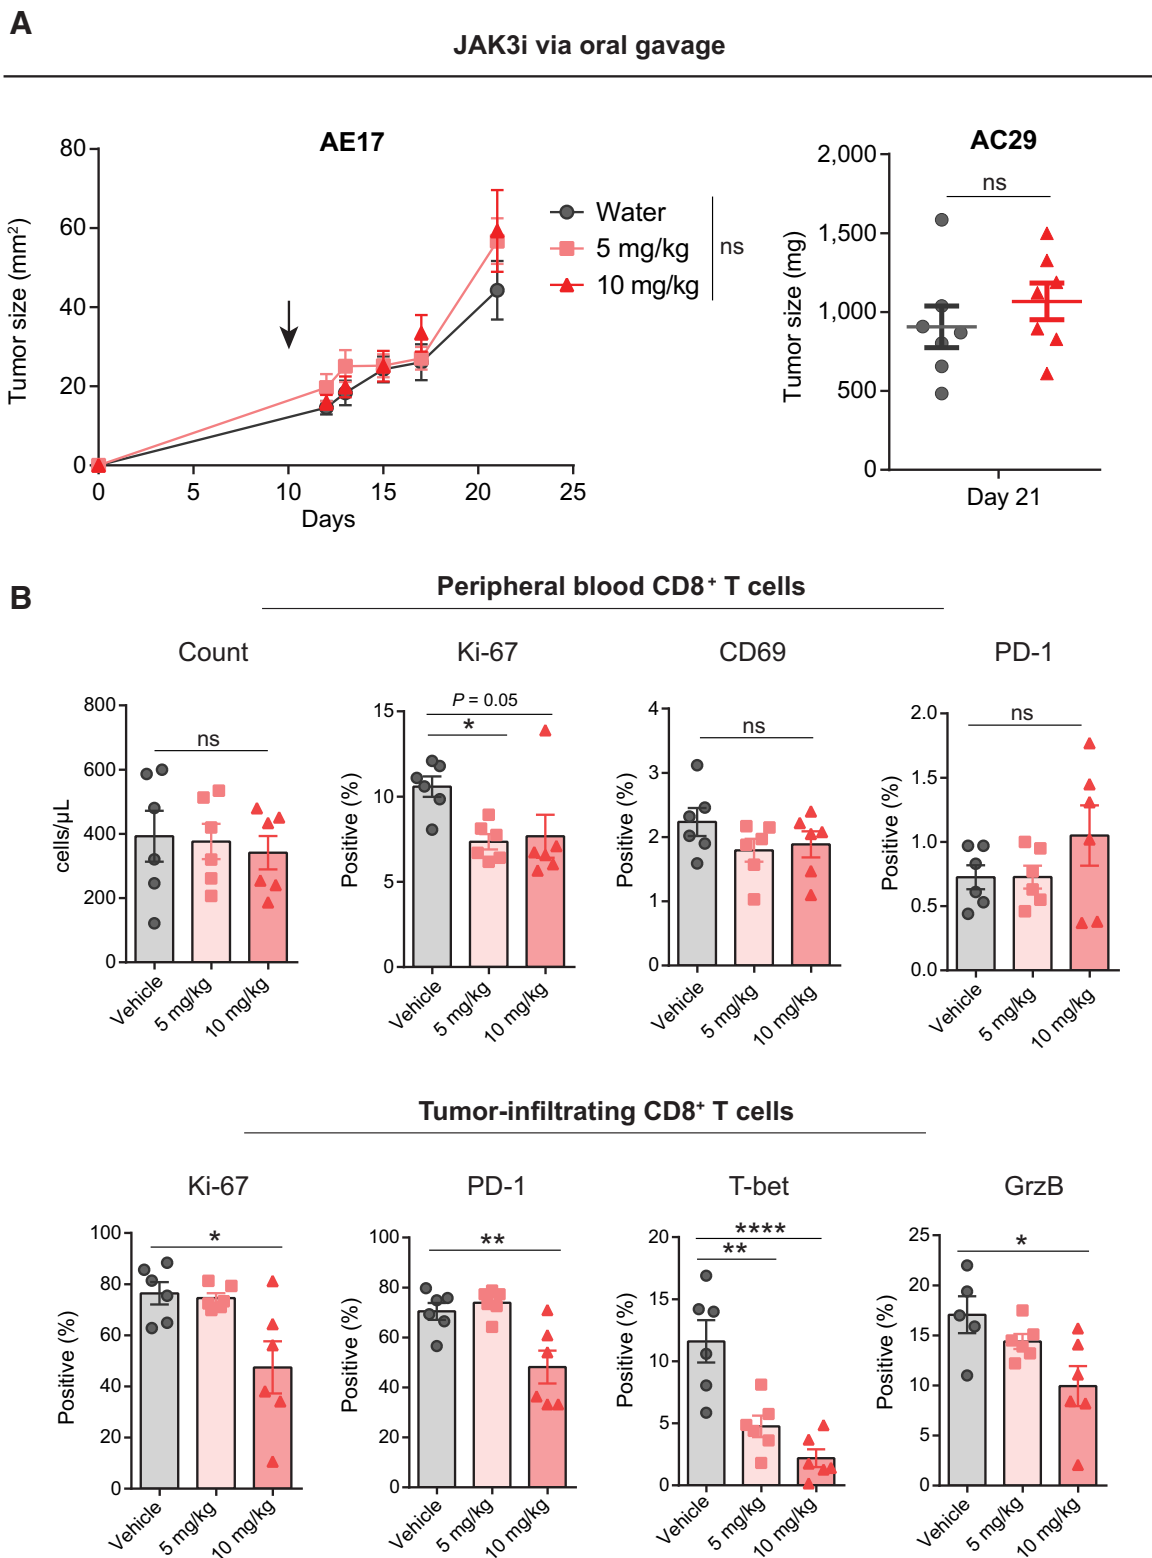 A
JAK3i via oral gavage
AE17
Tumor size (mm²)
80
60
40
20
0
0 5 10 15 20 25
Days
Water
5 mg/kg
10 mg/kg
ns
AC29
Tumor size (mg)
2,000
1,500
1,000
500
0
ns
Day 21
B
Peripheral blood CD8⁺ T cells
Count
cells/µL
800
600
400
200
0
ns
Vehicle
5 mg/kg
10 mg/kg
Ki-67
Positive (%)
15
10
5
0
P = 0.05
*
Vehicle
5 mg/kg
10 mg/kg
CD69
Positive (%)
4
3
2
1
0
ns
Vehicle
5 mg/kg
10 mg/kg
PD-1
Positive (%)
2.0
1.5
1.0
0.5
0.0
ns
Vehicle
5 mg/kg
10 mg/kg
Tumor-infiltrating CD8⁺ T cells
Ki-67
Positive (%)
100
80
60
40
20
0
*
Vehicle
5 mg/kg
10 mg/kg
PD-1
Positive (%)
100
80
60
40
20
0
**
Vehicle
5 mg/kg
10 mg/kg
T-bet
Positive (%)
20
15
10
5
0
****
**
Vehicle
5 mg/kg
10 mg/kg
GrzB
Positive (%)
25
20
15
10
5
0
*
Vehicle
5 mg/kg
10 mg/kg